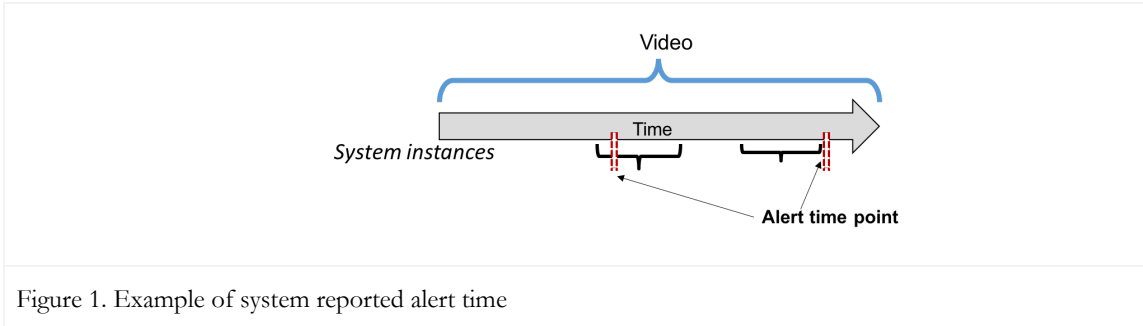 Video
Time
System instances
Alert time point
Figure 1. Example of system reported alert time